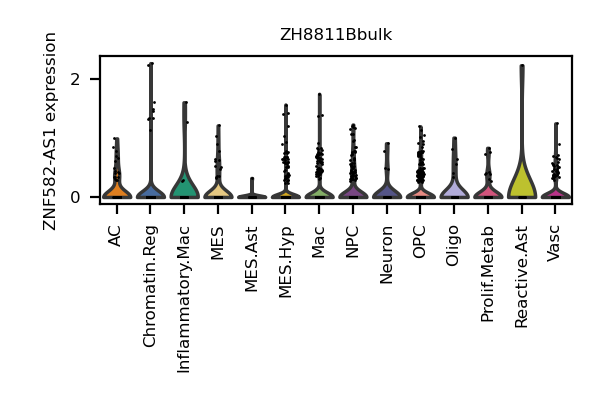 ZH8811Bbulk
ZNF582-AS1 expression
2
0
AC
Chromatin.Reg
Inflammatory.Mac
MES
MES.Ast
MES.Hyp
Mac
NPC
Neuron
OPC
Oligo
Prolif.Metab
Reactive.Ast
Vasc